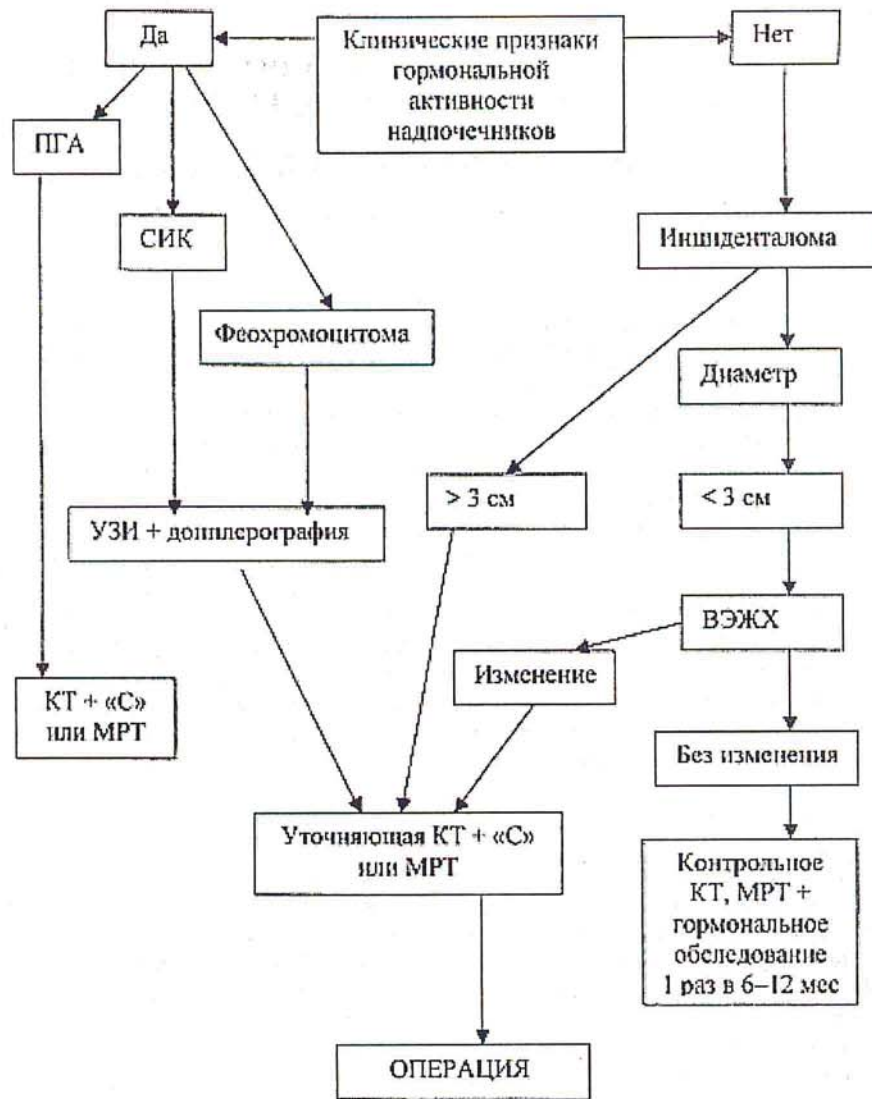 Да
Клинические признаки
гормональной
активности
надпочечников
Нет
ПГА
СИК
Инциденталома
Феохромоцитома
Диаметр
> 3 см
< 3 см
УЗИ + допплерография
ВЭЖХ
Изменение
КТ + «С»
или МРТ
Без изменения
Уточняющая КТ + «С»
или МРТ
Контрольное
КТ, МРТ +
гормональное
обследование
1 раз в 6–12 мес
ОПЕРАЦИЯ